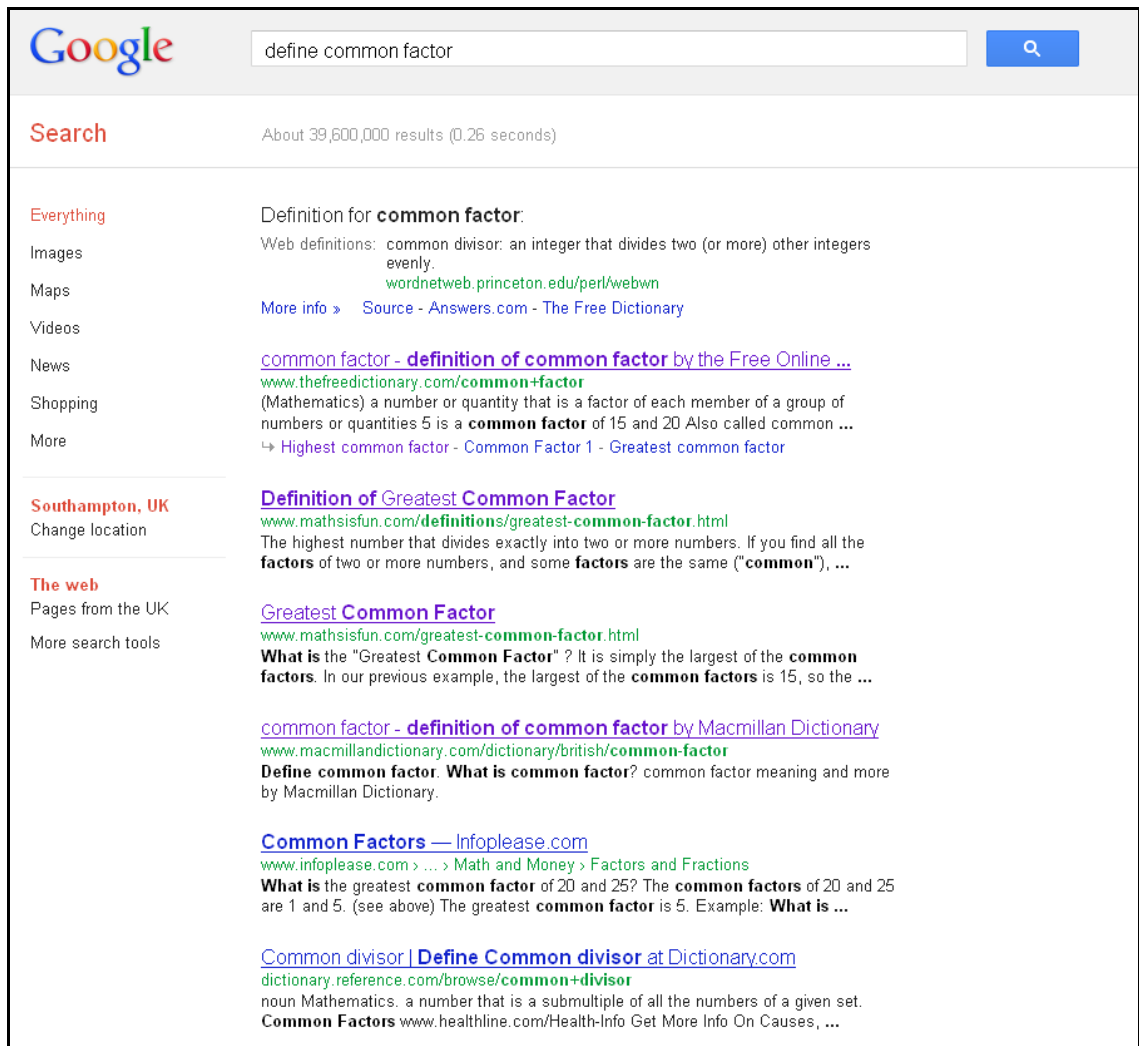 Google
define common factor
Search
About 39,600,000 results (0.26 seconds)
Everything
Images
Maps
Videos
News
Shopping
More
Southampton, UK
Change location
The web
Pages from the UK
More search tools
Definition for common factor:
Web definitions: common divisor: an integer that divides two (or more) other integers
evenly.
wordnetweb.princeton.edu/perl/webwn
More info » Source - Answers.com - The Free Dictionary
common factor - definition of common factor by the Free Online ...
www.thefreedictionary.com/common+factor
(Mathematics) a number or quantity that is a factor of each member of a group of
numbers or quantities 5 is a common factor of 15 and 20 Also called common ...
↳ Highest common factor - Common Factor 1 - Greatest common factor
Definition of Greatest Common Factor
www.mathsisfun.com/definitions/greatest-common-factor.html
The highest number that divides exactly into two or more numbers. If you find all the
factors of two or more numbers, and some factors are the same ("common"), ...
Greatest Common Factor
www.mathsisfun.com/greatest-common-factor.html
What is the "Greatest Common Factor" ? It is simply the largest of the common
factors. In our previous example, the largest of the common factors is 15, so the ...
common factor - definition of common factor by Macmillan Dictionary
www.macmillandictionary.com/dictionary/british/common-factor
Define common factor. What is common factor? common factor meaning and more
by Macmillan Dictionary.
Common Factors — Infoplease.com
www.infoplease.com › ... › Math and Money › Factors and Fractions
What is the greatest common factor of 20 and 25? The common factors of 20 and 25
are 1 and 5. (see above) The greatest common factor is 5. Example: What is ...
Common divisor | Define Common divisor at Dictionary.com
dictionary.reference.com/browse/common+divisor
noun Mathematics. a number that is a submultiple of all the numbers of a given set.
Common Factors www.healthline.com/Health-Info Get More Info On Causes, ...